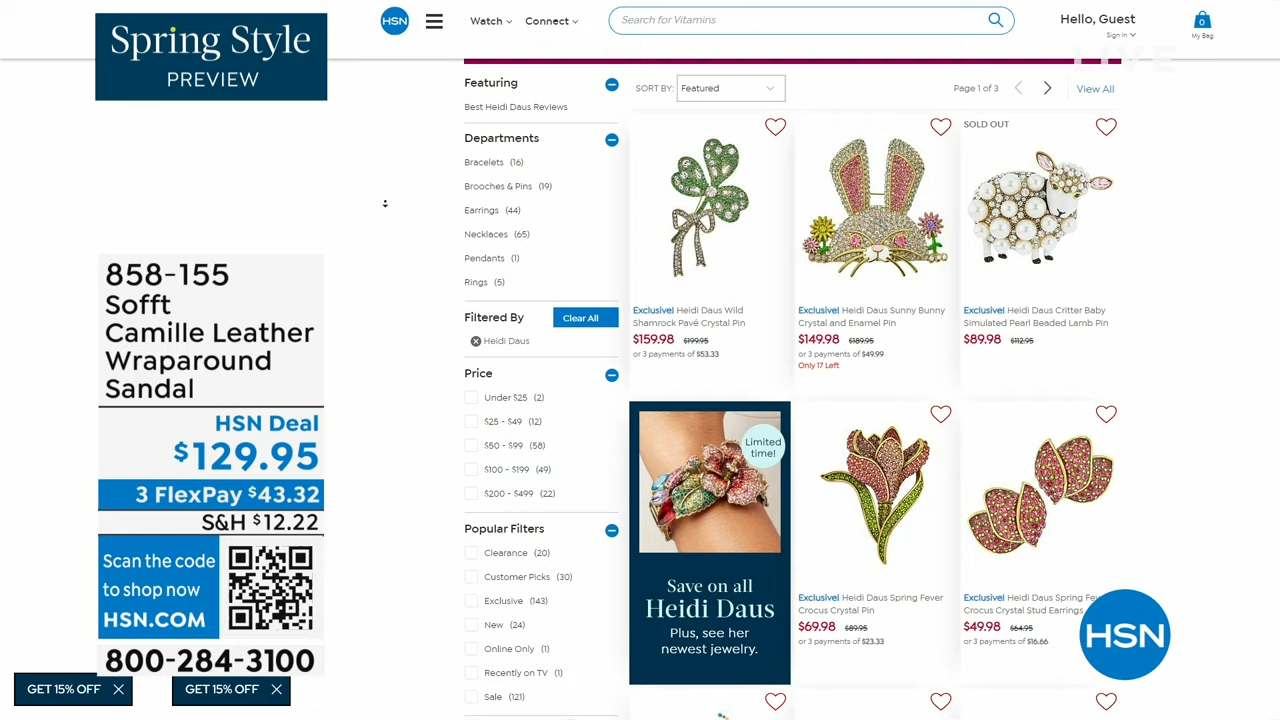 Spring Style
PREVIEW
HSN
Watch
Connect
Search for Vitamins
Hello, Guest
Sign In
0
My Bag
LIVE
Featuring
Best Heidi Daus Reviews
Departments
Bracelets (16)
Brooches & Pins (19)
Earrings (44)
Necklaces (65)
Pendants (1)
Rings (5)
Filtered By
Clear All
Heidi Daus
Price
Under $25 (2)
$25 - $49 (12)
$50 - $99 (58)
$100 - $199 (49)
$200 - $499 (22)
Popular Filters
Clearance (20)
Customer Picks (30)
Exclusive (143)
New (24)
Online Only (1)
Recently on TV (1)
Sale (121)
SORT BY: Featured
Page 1 of 3
View All
Exclusive! Heidi Daus Wild
Shamrock Pavé Crystal Pin
$159.98 $199.95
or 3 payments of $53.33
Exclusive! Heidi Daus Sunny Bunny
Crystal and Enamel Pin
$149.98 $189.95
or 3 payments of $49.99
Only 17 Left
SOLD OUT
Exclusive! Heidi Daus Critter Baby
Simulated Pearl Beaded Lamb Pin
$89.98 $112.95
Limited
time!
Save on all
Heidi Daus
Plus, see her
newest jewelry.
Exclusive! Heidi Daus Spring Fever
Crocus Crystal Pin
$69.98 $89.95
or 3 payments of $23.33
Exclusive! Heidi Daus Spring Fe
Crocus Crystal Stud Earrings
$49.98 $64.95
or 3 payments of $16.66
HSN
858-155
Sofft
Camille Leather
Wraparound
Sandal
HSN Deal
$129.95
3 FlexPay $43.32
S&H $12.22
Scan the code
to shop now
HSN.COM
800-284-3100
GET 15% OFF
GET 15% OFF